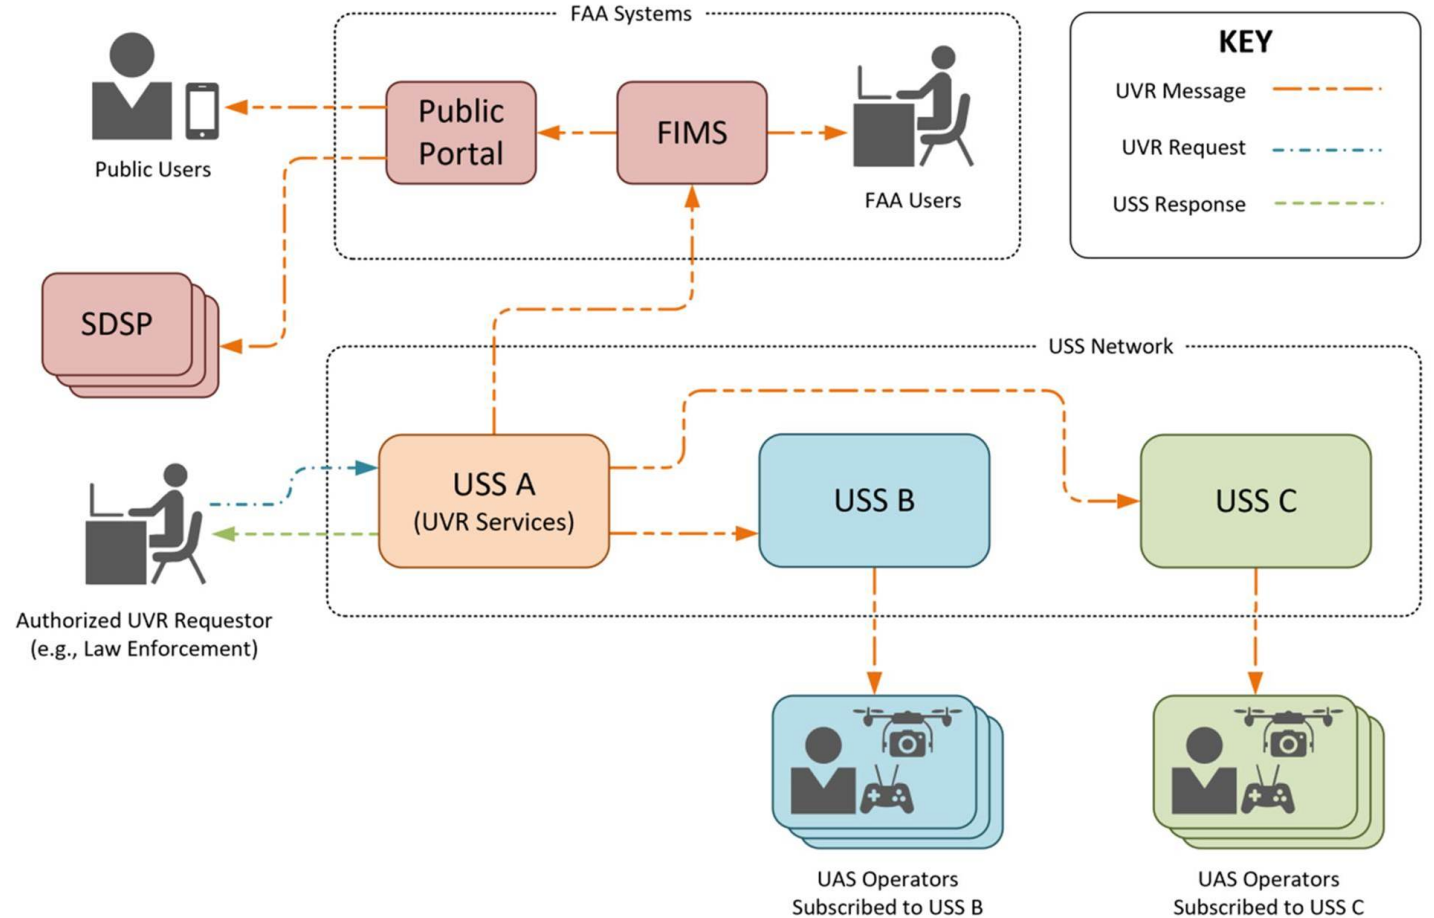 FAA Systems
KEY
UVR Message
UVR Request
USS Response
Public
Portal
FIMS
Public Users
FAA Users
SDSP
USS Network
USS A
(UVR Services)
USS B
USS C
Authorized UVR Requestor
(e.g., Law Enforcement)
UAS Operators
Subscribed to USS B
UAS Operators
Subscribed to USS C